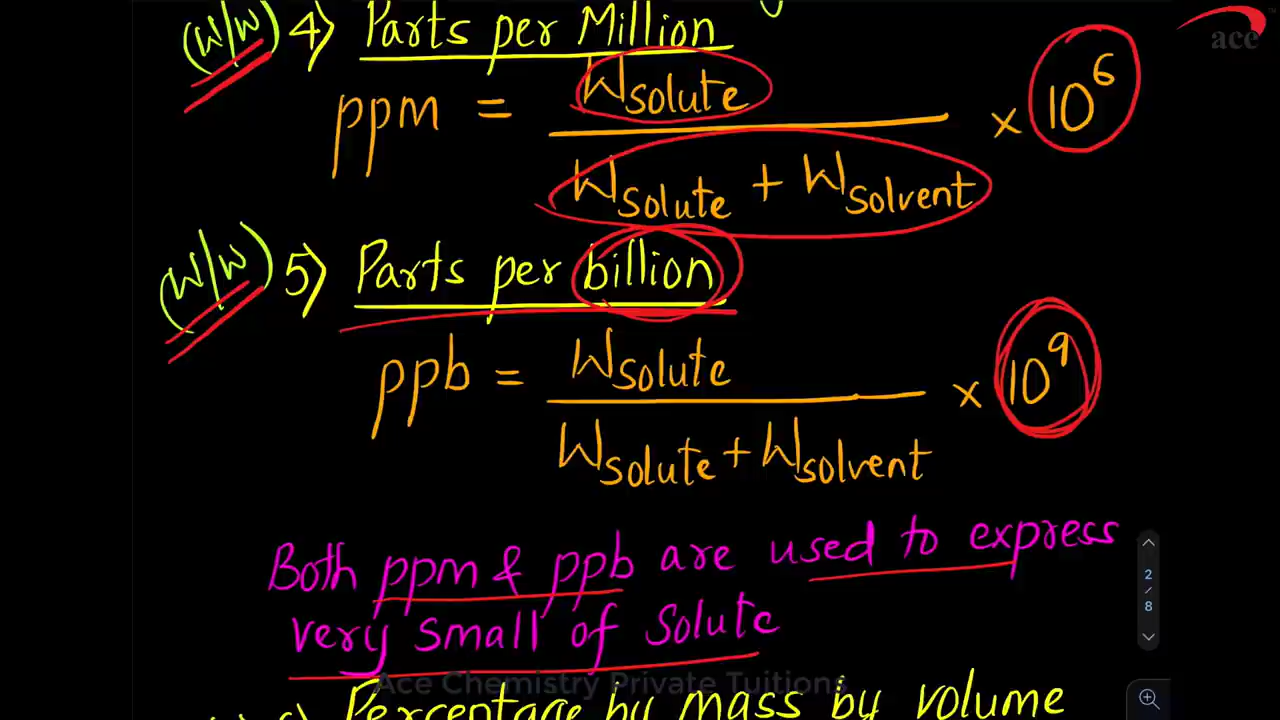 ace
(W/W) 4) Parts per Million
ppm = Wsolute / Wsolute + Wsolvent × 10^6
(W/W) 5) Parts per billion
ppb = Wsolute / Wsolute + Wsolvent × 10^9
Both ppm & ppb are used to express
very small of solute
2 / 8
Ace Chemistry Private Tuitions
Percentage by mass by volume